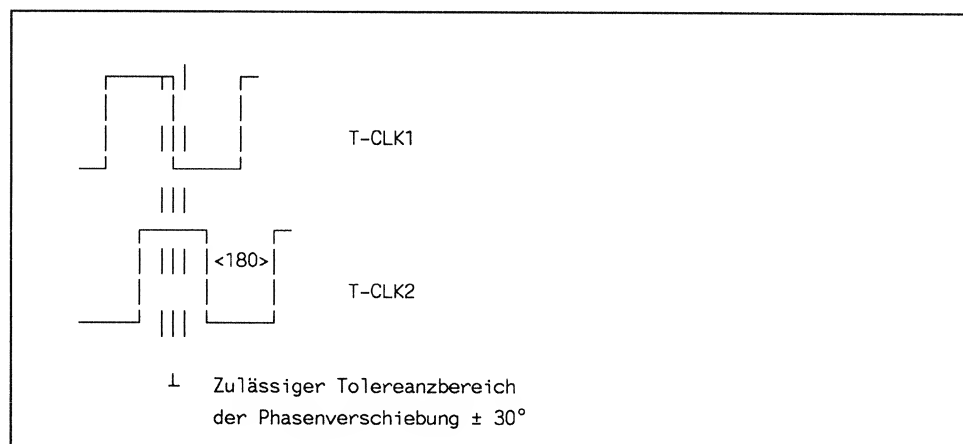 T-CLK1
<180>
T-CLK2
Zulässiger Tolereanzbereich
der Phasenverschiebung ± 30°